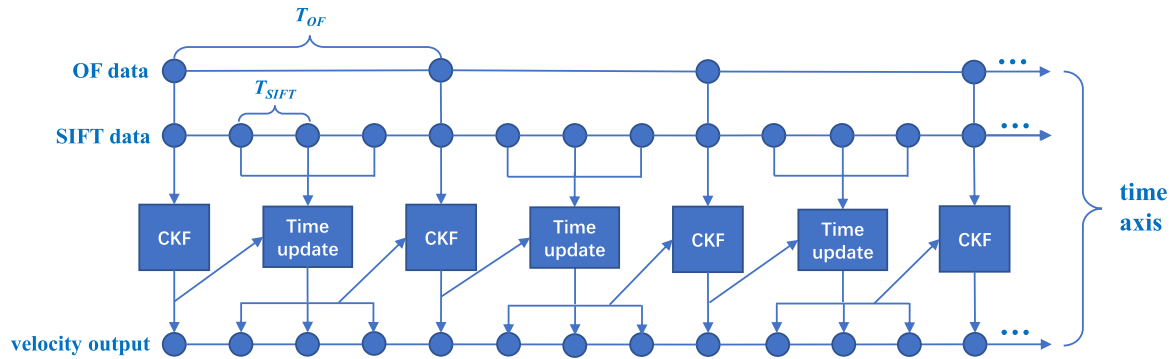 T_OF
OF data
...
T_SIFT
SIFT data
...
CKF
Time update
CKF
Time update
CKF
Time update
CKF
time axis
velocity output
...